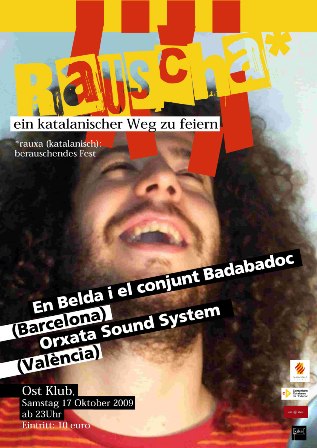 Rauscha*
ein katalanischer Weg zu feiern
*rauxa (katalanisch):
berauschendes Fest
En Belda i el conjunt Badabadoc
(Barcelona)
Orxata Sound System
(València)
Ost Klub,
Samstag 17 Oktober 2009
ab 23Uhr
Eintritt: 10 euro